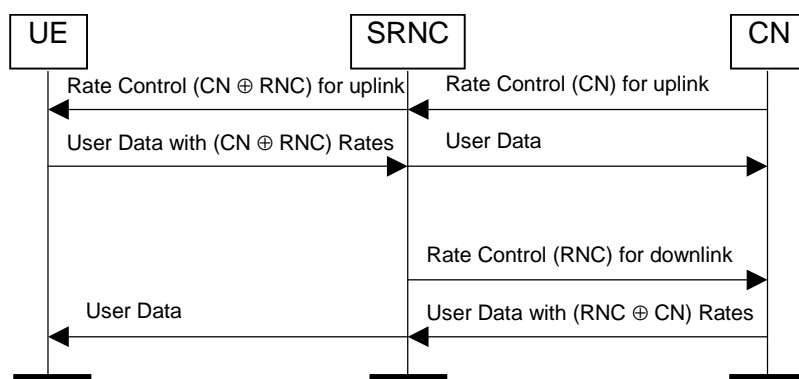 UE
SRNC
CN
Rate Control (CN ⊕ RNC) for uplink
Rate Control (CN) for uplink
User Data with (CN ⊕ RNC) Rates
User Data
Rate Control (RNC) for downlink
User Data
User Data with (RNC ⊕ CN) Rates